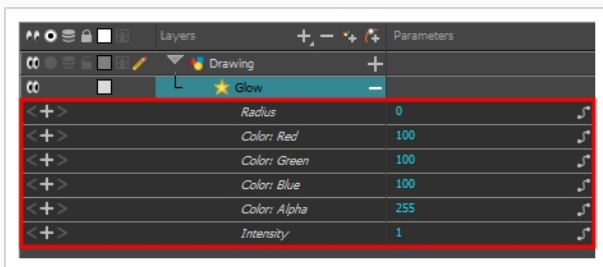 Layers Parameters
Drawing
Glow
Radius 0
Color: Red 100
Color: Green 100
Color: Blue 100
Color: Alpha 255
Intensity 1